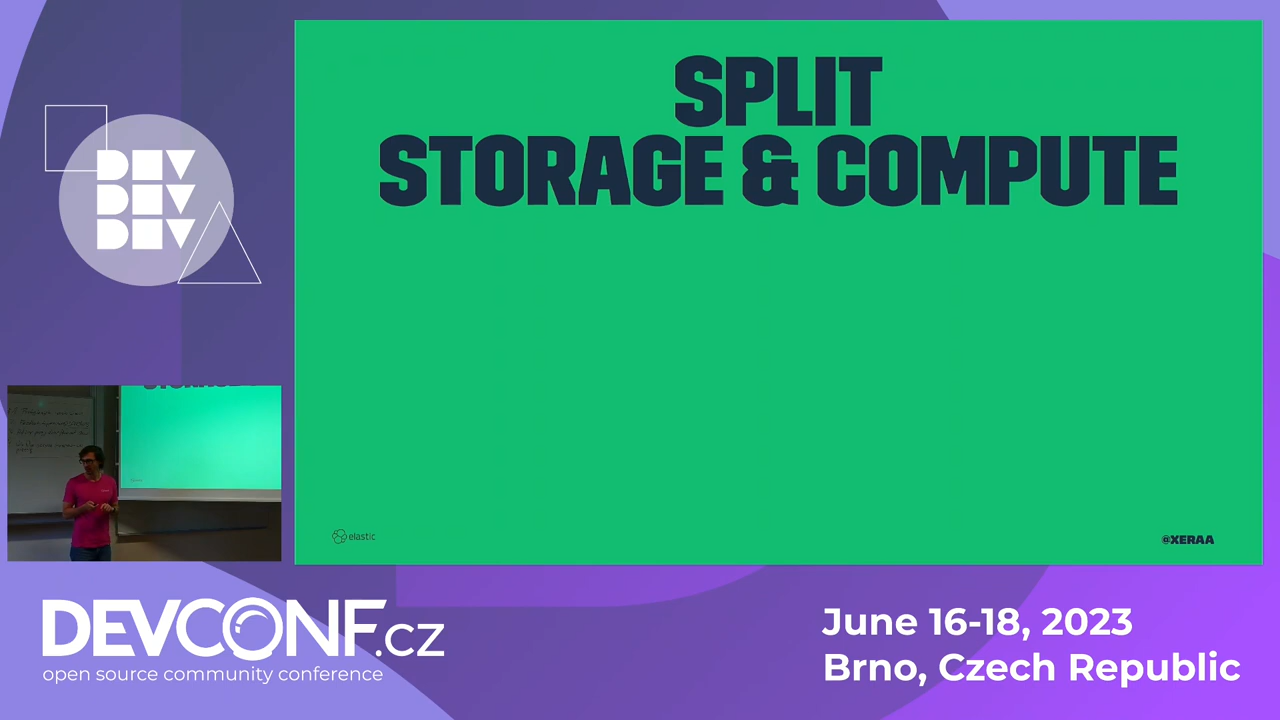 SPLIT
STORAGE & COMPUTE
elastic
@XERAA
DEV
DEV
DEV
DEVCONF.cz
open source community conference
June 16-18, 2023
Brno, Czech Republic